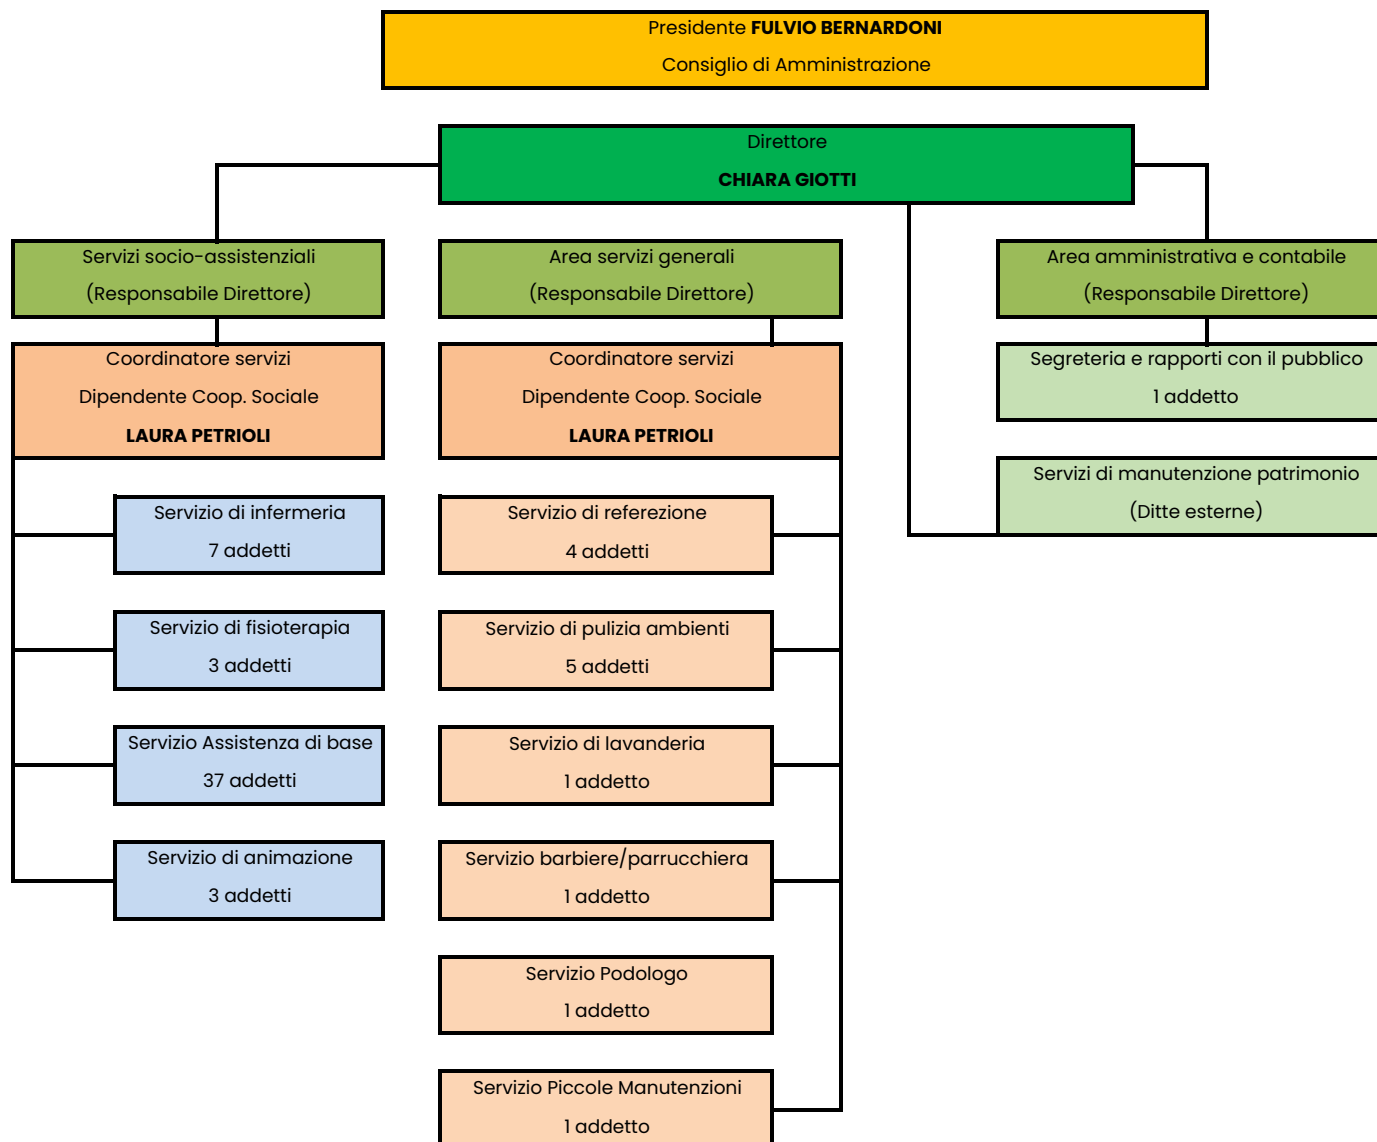 Presidente FULVIO BERNARDONI
Consiglio di Amministrazione
Direttore
CHIARA GIOTTI
Servizi socio-assistenziali
(Responsabile Direttore)
Coordinatore servizi
Dipendente Coop. Sociale
LAURA PETRIOLI
Servizio di infermeria
7 addetti
Servizio di fisioterapia
3 addetti
Servizio Assistenza di base
37 addetti
Servizio di animazione
3 addetti
Area servizi generali
(Responsabile Direttore)
Coordinatore servizi
Dipendente Coop. Sociale
LAURA PETRIOLI
Servizio di referezione
4 addetti
Servizio di pulizia ambienti
5 addetti
Servizio di lavanderia
1 addetto
Servizio barbiere/parrucchiera
1 addetto
Servizio Podologo
1 addetto
Servizio Piccole Manutenzioni
1 addetto
Area amministrativa e contabile
(Responsabile Direttore)
Segreteria e rapporti con il pubblico
1 addetto
Servizi di manutenzione patrimonio
(Ditte esterne)